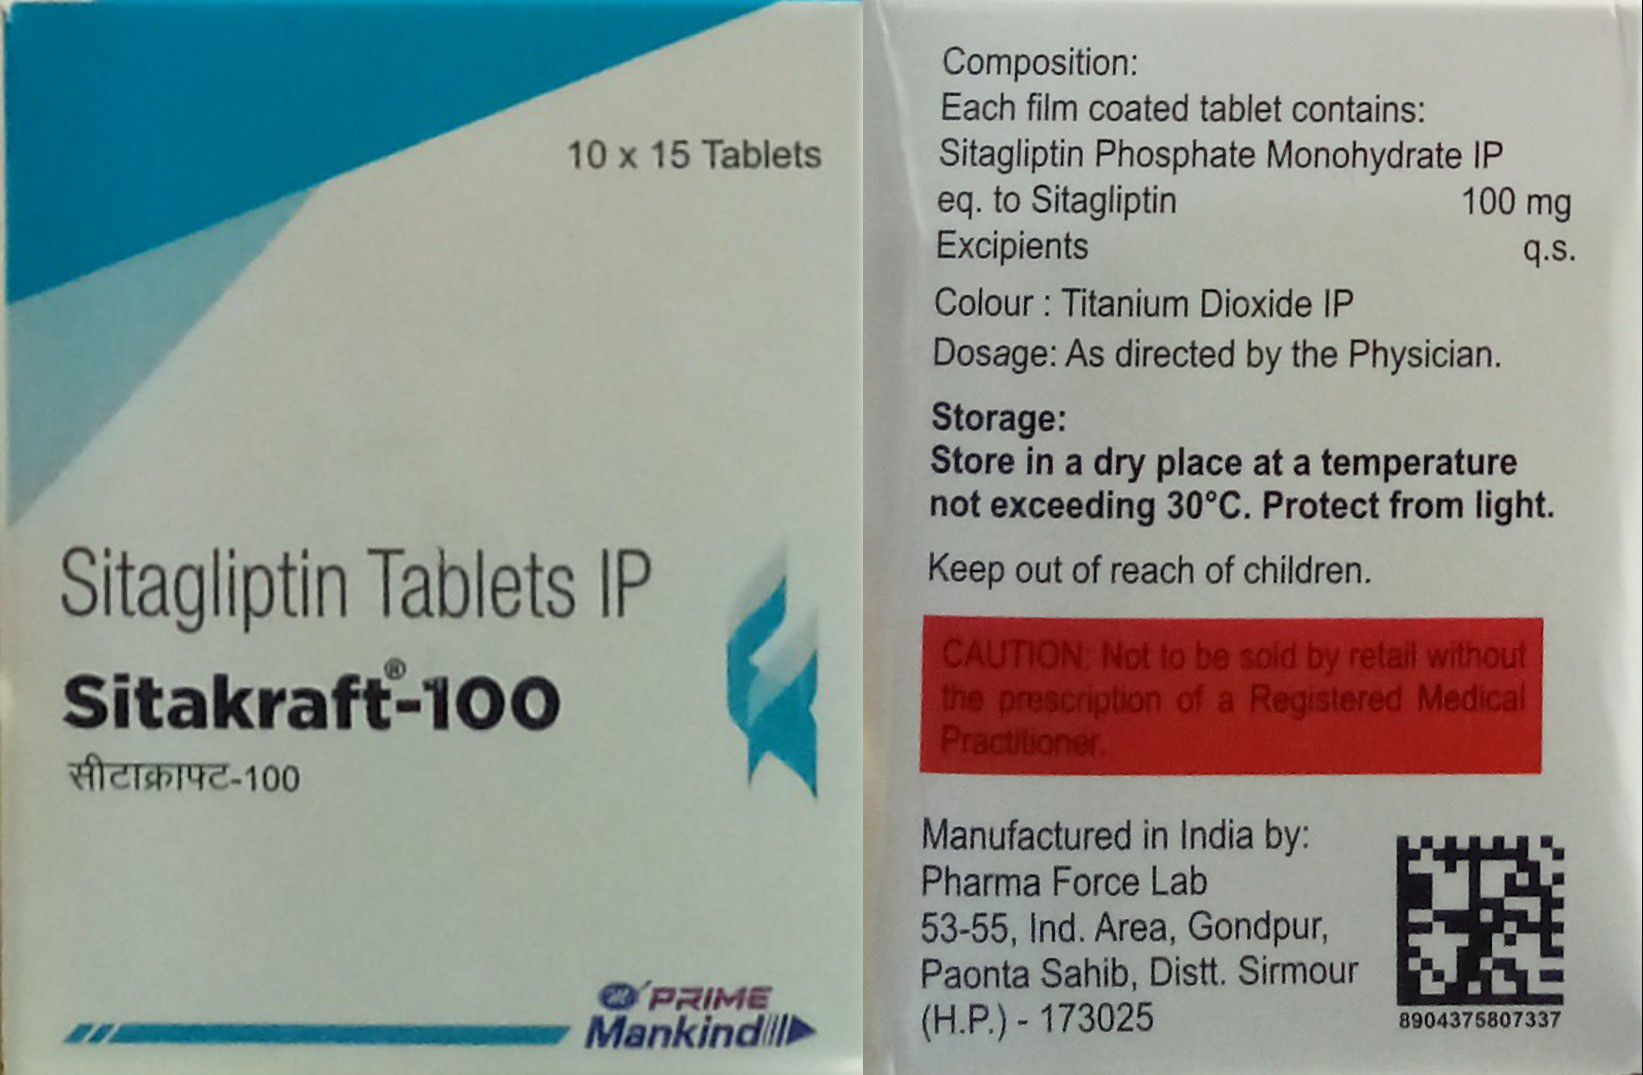 10 x 15 Tablets
Sitagliptin Tablets IP
Sitakraft®-100
सीटाक्राफ्ट-100
PRIME
Mankind
Composition:
Each film coated tablet contains:
Sitagliptin Phosphate Monohydrate IP
eq. to Sitagliptin 100 mg
Excipients q.s.
Colour : Titanium Dioxide IP
Dosage: As directed by the Physician.
Storage:
Store in a dry place at a temperature
not exceeding 30°C. Protect from light.
Keep out of reach of children.
CAUTION: Not to be sold by retail without
the prescription of a Registered Medical
Practitioner.
Manufactured in India by:
Pharma Force Lab
53-55, Ind. Area, Gondpur,
Paonta Sahib, Distt. Sirmour
(H.P.) - 173025
8904375807337